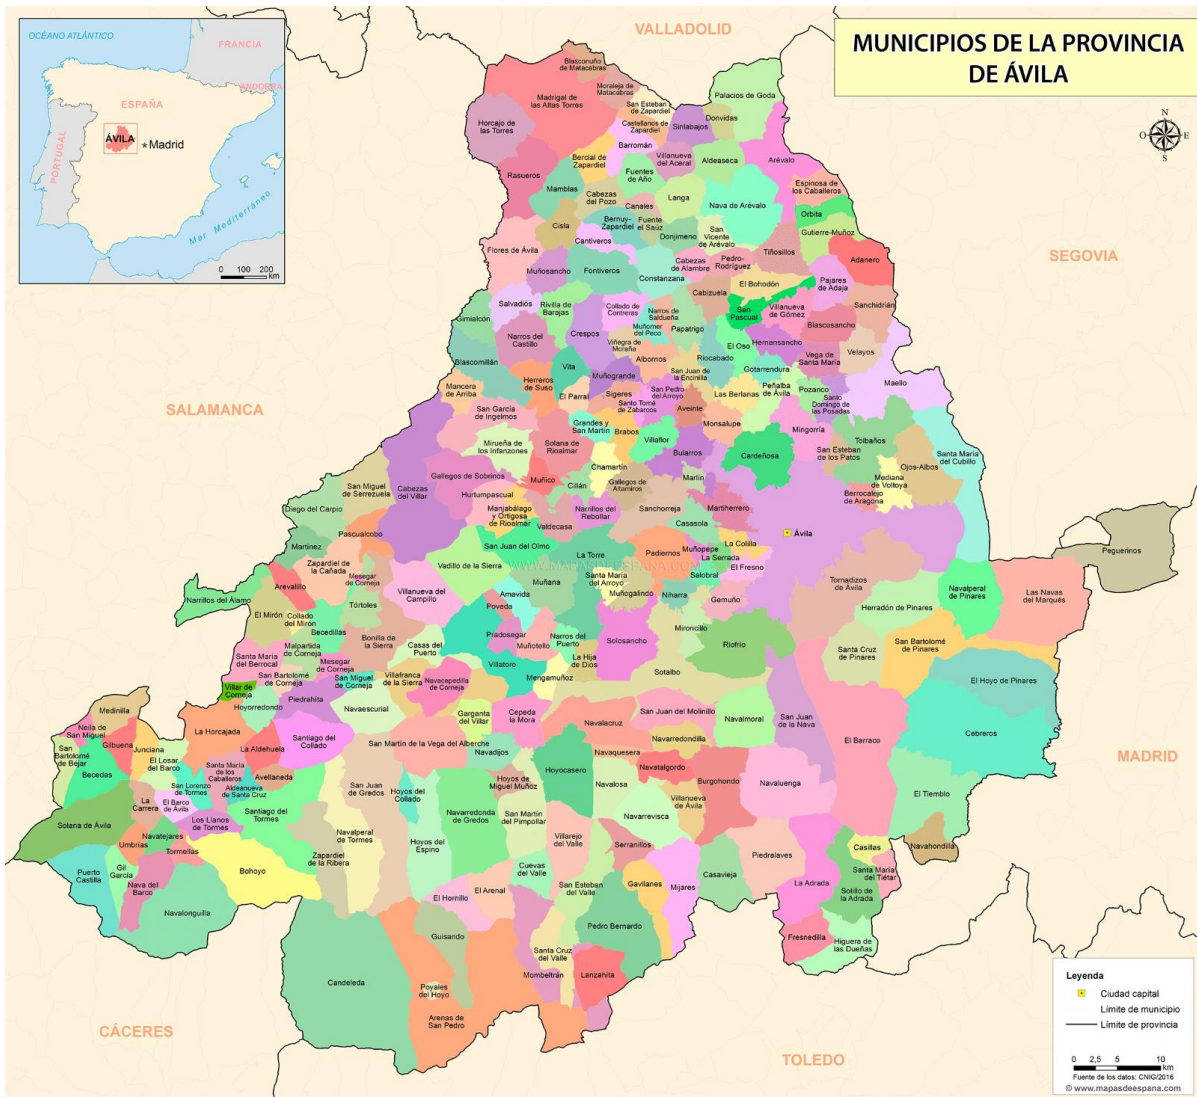 MUNICIPIOS DE LA PROVINCIA
DE ÁVILA
OCÉANO ATLÁNTICO
FRANCIA
ANDORRA
ESPAÑA
PORTUGAL
ÁVILA
Madrid
Mar Mediterráneo
0 100 200
km
N
O E
S
VALLADOLID
SEGOVIA
SALAMANCA
MADRID
CÁCERES
TOLEDO
Blasconuño
de Matacabras
Madrigal de
las Altas Torres
Moraleja de
Matacabras
Palacios de Goda
San Esteban
de Zapardiel
Horcajo de
las Torres
Castellanos de
Zapardiel
Sinlabajos
Donvidas
Barromán
Bercial de
Zapardiel
Villanueva
del Aceral
Aldeaseca
Arévalo
Rasueros
Fuentes
de Año
Mamblas
Espinosa de
los Caballeros
Cabezas
del Pozo
Langa
Canales
Nava de Arévalo
Orbita
Cisla
Bernuy-
Zapardiel
Fuente
el Saúz
San
Vicente
de Arévalo
Gutierre-Muñoz
Donjimeno
Cantiveros
Flores de Ávila
Tiñosillos
Adanero
Muñosancho
Fontiveros
Cabezas
de Alambre
Pedro-
Rodríguez
Constanzana
El Bohodón
Pajares
de Adaja
Cabizuela
Salvadiós
Rivilla de
Barajas
Collado de
Contreras
Narros de
Saldueña
San
Pascual
Villanueva
de Gómez
Sanchidrián
Gimialcón
Muñomer
del Peco
Papatrigo
Blascosancho
Narros del
Castillo
Crespos
Viñegra de
Moraña
El Oso
Hernansancho
Albornos
Riocabado
Vega de
Santa María
Velayos
Blascomillán
Vita
Muñogrande
San Juan de
la Encinilla
Gotarrendura
Maello
Mancera
de Arriba
Herreros
de Suso
El Parral
Sigeres
San Pedro
del Arroyo
Las Berlanas
Peñalba
de Ávila
Pozanco
Santo
Domingo de
las Posadas
Santo Tomé
de Zabarcos
Aveinte
San García
de Ingelmos
Grandes y
San Martín
Brabos
Monsalupe
Mingorría
Mirueña de
los Infanzones
Solana de
Rioalmar
Villaflor
Tolbaños
Bularros
Cardeñosa
San Esteban
de los Patos
Santa María
del Cubillo
Chamartín
Ojos-Albos
Gallegos de Sobrinos
Muñico
Cillán
Gallegos de
Altamiros
Marlín
Mediana
de Voltoya
San Miguel
de Serrezuela
Cabezas
del Villar
Hurtumpascual
Berrocalejo
de Aragona
Diego del Carpio
Manjabálago
y Ortigosa
de Rioalmar
Narrillos del
Rebollar
Sanchorreja
Martiherrero
Valdecasa
Casasola
Pascualcobo
Ávila
Martínez
San Juan del Olmo
La Torre
Padiernos
Muñopepe
La Colilla
La Serrada
Peguerinos
Zapardiel de
la Cañada
Vadillo de la Sierra
WWW.MAPASDEESPANA.COM
El Fresno
Mesegar
de Corneja
Muñana
Santa María
del Arroyo
Salobral
Arevalillo
Villanueva del
Campillo
Amavida
Muñogalindo
Niharra
Gemuño
Tornadizos
de Ávila
Navalperal
de Pinares
Las Navas
del Marqués
Narrillos del Álamo
Tórtoles
Poveda
Herradón de Pinares
El Mirón
Collado
del Mirón
Becedillas
Bonilla de
la Sierra
Pradosegar
Narros del
Puerto
Solosancho
Mironcillo
Riofrío
Santa Cruz
de Pinares
San Bartolomé
de Pinares
Malpartida
de Corneja
Casas del
Puerto
Muñotello
Santa María
del Berrocal
Mesegar
de Corneja
Villatoro
La Hija
de Dios
San Bartolomé
de Corneja
San Miguel
de Corneja
Villafranca
de la Sierra
Navacepedilla
de Corneja
Mengamuñoz
Sotalbo
El Hoyo de Pinares
Villar de
Corneja
Piedrahíta
Hoyorredondo
Navaescurial
Garganta
del Villar
Cepeda
la Mora
Navalacruz
San Juan del Molinillo
Navalmoral
San Juan
de la Nava
Medinilla
Neila de
San Miguel
La Horcajada
Santiago del
Collado
El Barraco
Cebreros
Navarredondilla
Gilbuena
Junciana
La Aldehuela
San Martín de la Vega del Alberche
Navadijos
Navaquesera
San
Bartolomé
de Béjar
El Losar
del Barco
Santa María
de los
Caballeros
Avellaneda
Hoyocasero
Navatalgordo
Becedas
San Lorenzo
de Tormes
Aldeanueva
de Santa Cruz
San Juan
de Gredos
Hoyos del
Collado
Hoyos de
Miguel Muñoz
Navalosa
Burgohondo
Navaluenga
El Tiemblo
La
Carrera
El Barco
de Ávila
Villanueva
de Ávila
Santiago del
Tormes
Navarredonda
de Gredos
San Martín
del Pimpollar
Solana de Ávila
Los Llanos
de Tormes
Navarrevisca
Navatejares
Navalperal
de Tormes
Umbrías
Hoyos del
Espino
Villarejo
del Valle
Serranillos
Navahondilla
Tormellas
Zapardiel
de la Ribera
Piedralaves
Casillas
Puerto
Castilla
Gil
García
Bohoyo
Cuevas
del Valle
Casavieja
Santa María
del Tiétar
Nava del
Barco
San Esteban
del Valle
Gavilanes
Mijares
La Adrada
Sotillo de
la Adrada
El Hornillo
El Arenal
Navalonguilla
Pedro Bernardo
Guisando
Fresnedilla
Higuera de
las Dueñas
Santa Cruz
del Valle
Candeleda
Mombeltrán
Lanzahíta
Poyales
del Hoyo
Arenas de
San Pedro
Leyenda
Ciudad capital
Límite de municipio
Límite de provincia
0 2,5 5 10
km
Fuente de los datos: CNIG/2016
© www.mapasdeespana.com